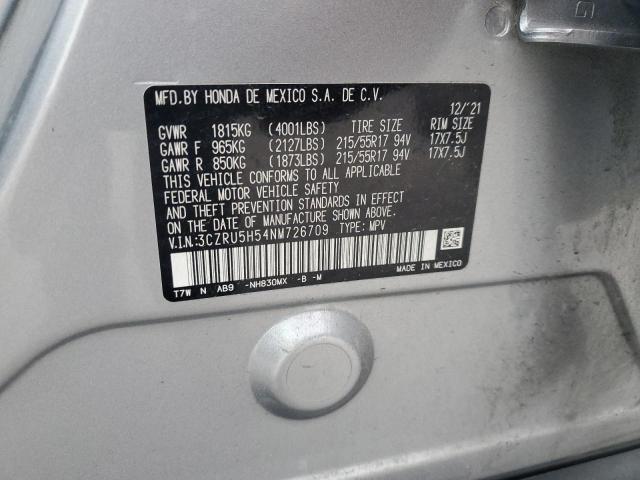 MFD.BY HONDA DE MEXICO S.A. DE C.V. 12/'21
GVWR 1815KG (4001LBS) TIRE SIZE RIM SIZE
GAWR F 965KG (2127LBS) 215/55R17 94V 17X7.5J
GAWR R 850KG (1873LBS) 215/55R17 94V 17X7.5J
THIS VEHICLE CONFORMS TO ALL APPLICABLE
FEDERAL MOTOR VEHICLE SAFETY
AND THEFT PREVENTION STANDARDS IN EFFECT
ON THE DATE OF MANUFACTURE SHOWN ABOVE.
V.I.N:3CZRU5H54NM726709 TYPE: MPV
T7W N AB9 -NH830MX -B -M MADE IN MEXICO